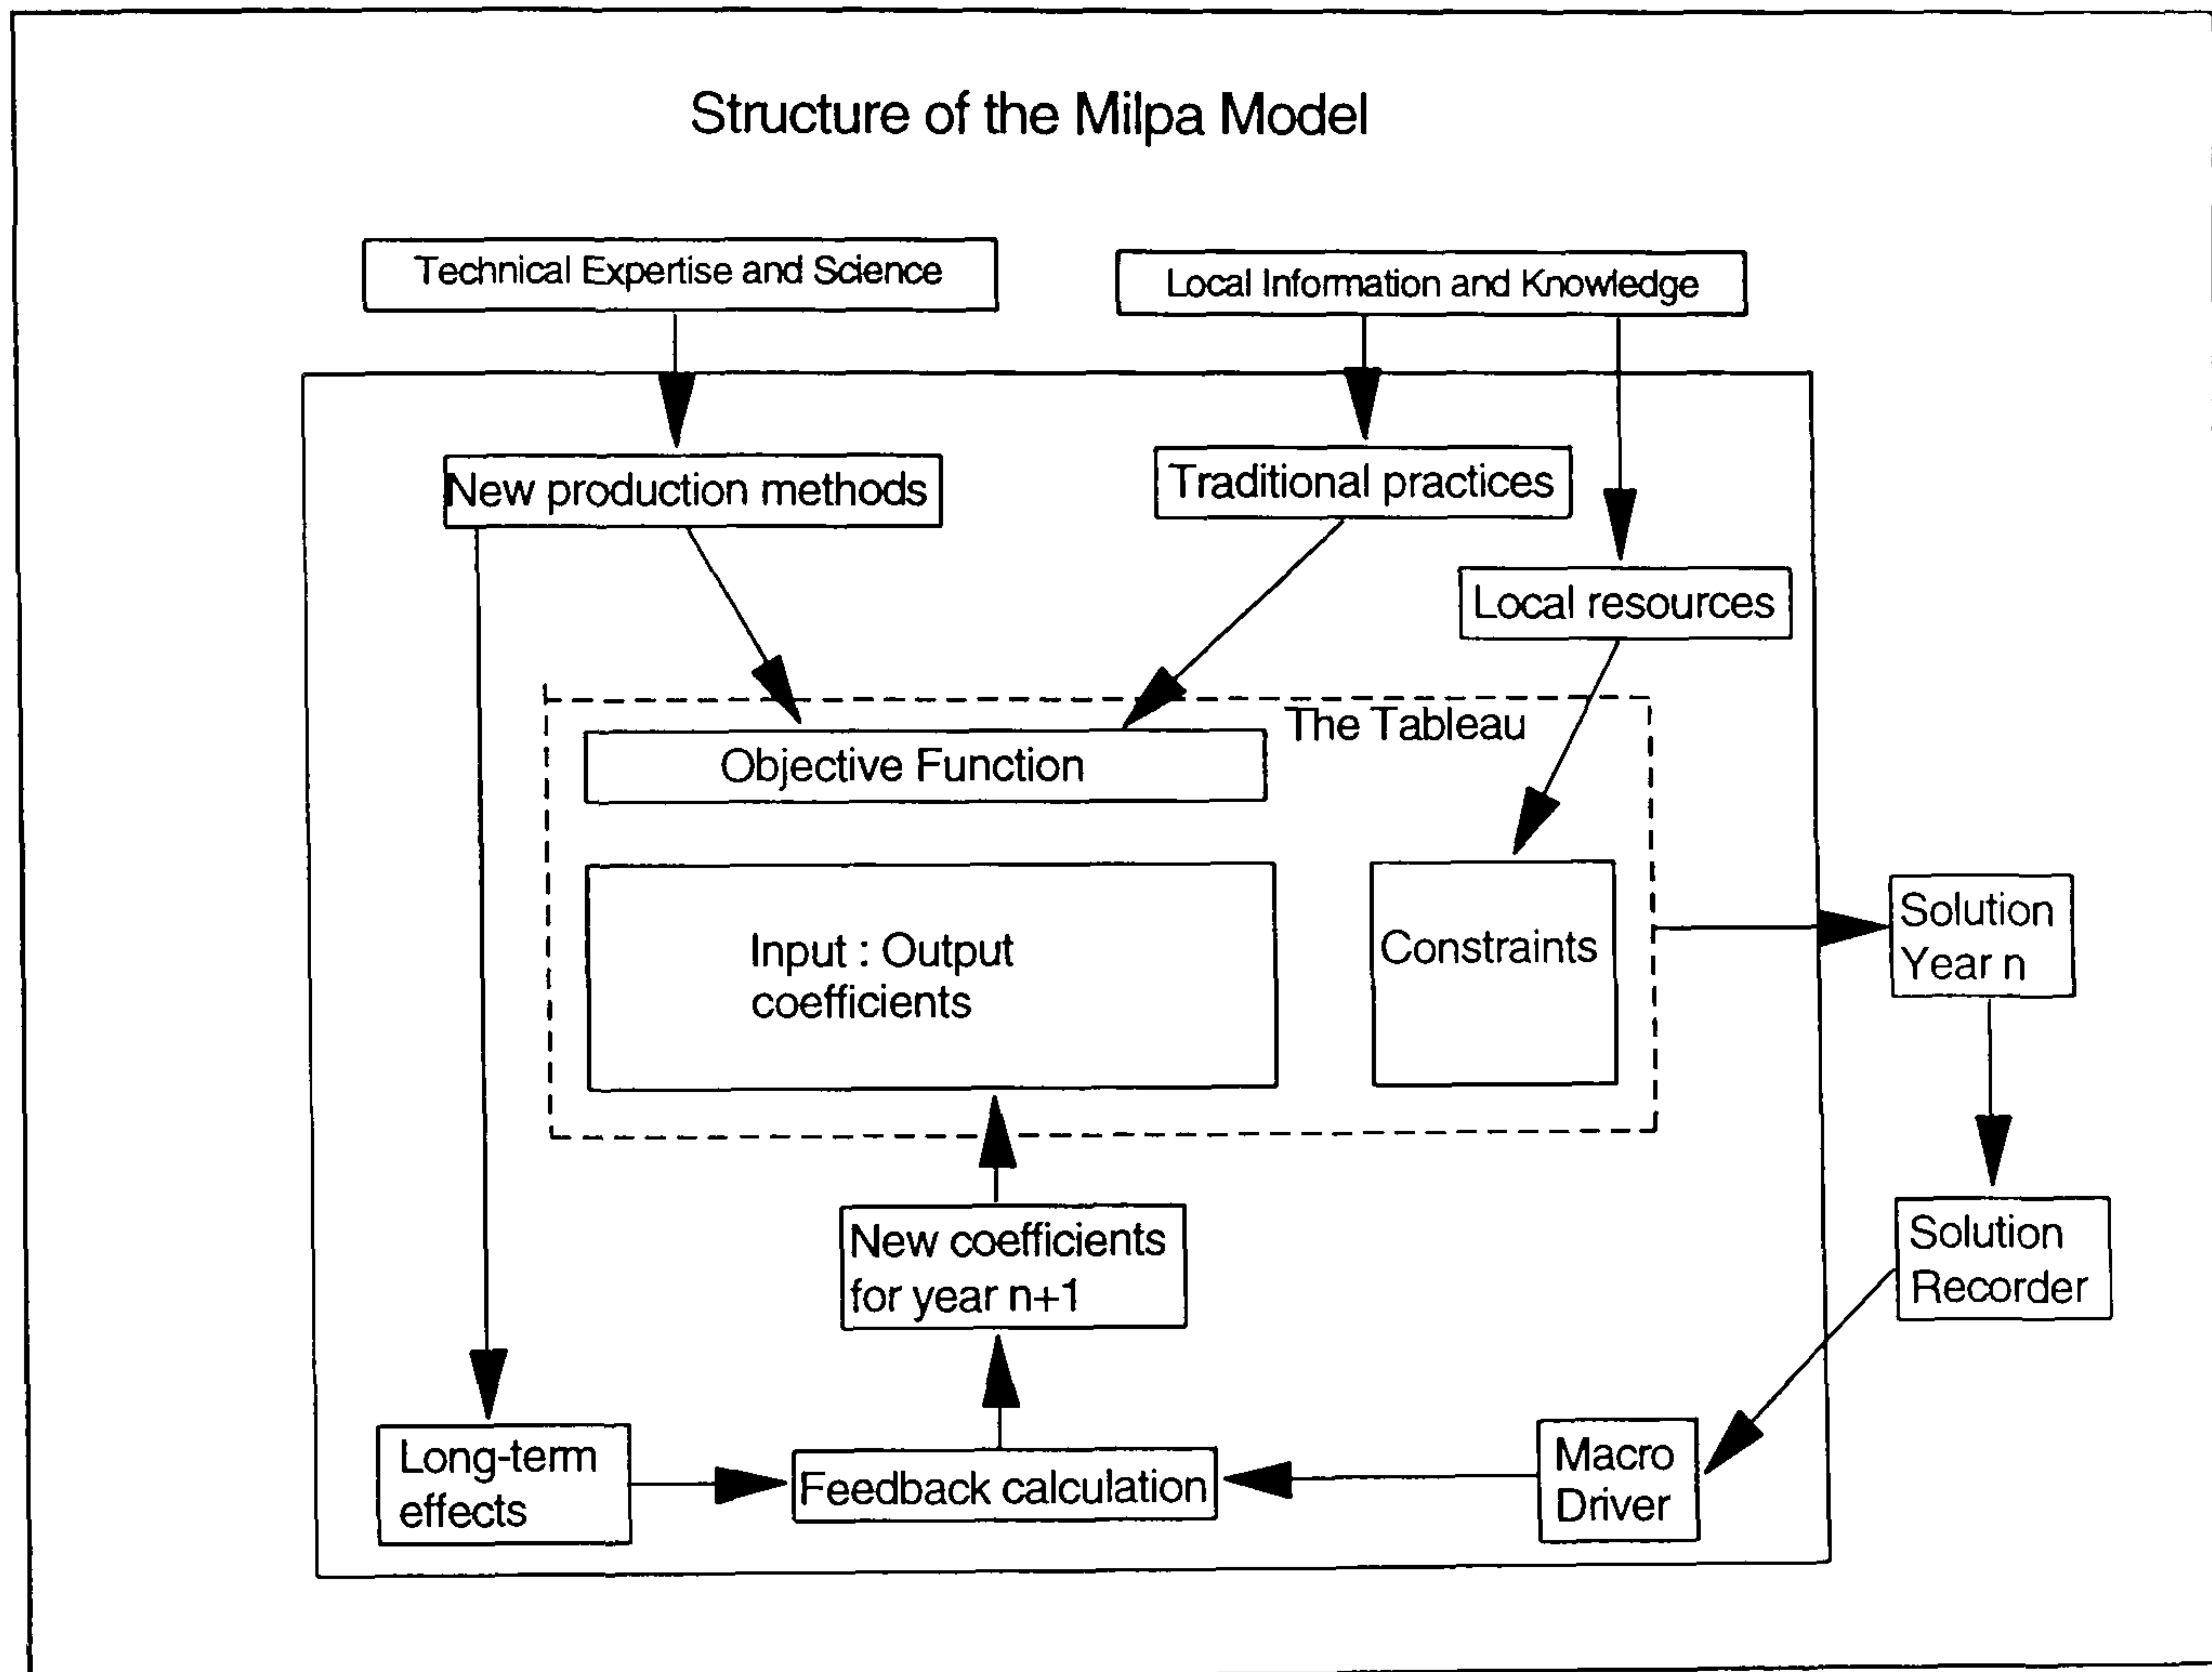 Structure of the Milpa Model
Technical Expertise and Science
Local Information and Knowledge
New production methods
Traditional practices
Local resources
The Tableau
Objective Function
Input : Output
coefficients
Constraints
Solution
Year n
New coefficients
for year n+1
Solution
Recorder
Long-term
effects
Feedback calculation
Macro
Driver